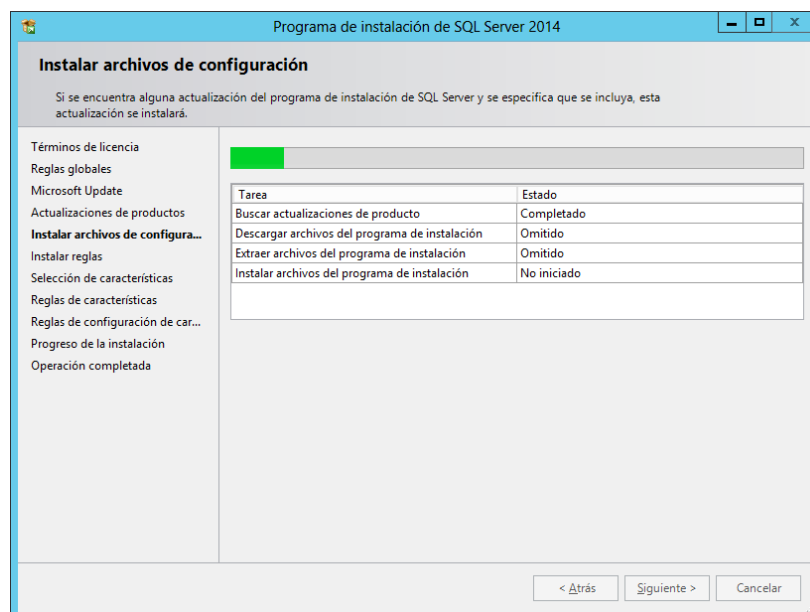 Programa de instalación de SQL Server 2014
Instalar archivos de configuración
Si se encuentra alguna actualización del programa de instalación de SQL Server y se especifica que se incluya, esta
actualización se instalará.
Términos de licencia
Reglas globales
Microsoft Update
Actualizaciones de productos
Instalar archivos de configura...
Instalar reglas
Selección de características
Reglas de características
Reglas de configuración de car...
Progreso de la instalación
Operación completada
Tarea Estado
Buscar actualizaciones de producto Completado
Descargar archivos del programa de instalación Omitido
Extraer archivos del programa de instalación Omitido
Instalar archivos del programa de instalación No iniciado
< Atrás Siguiente > Cancelar